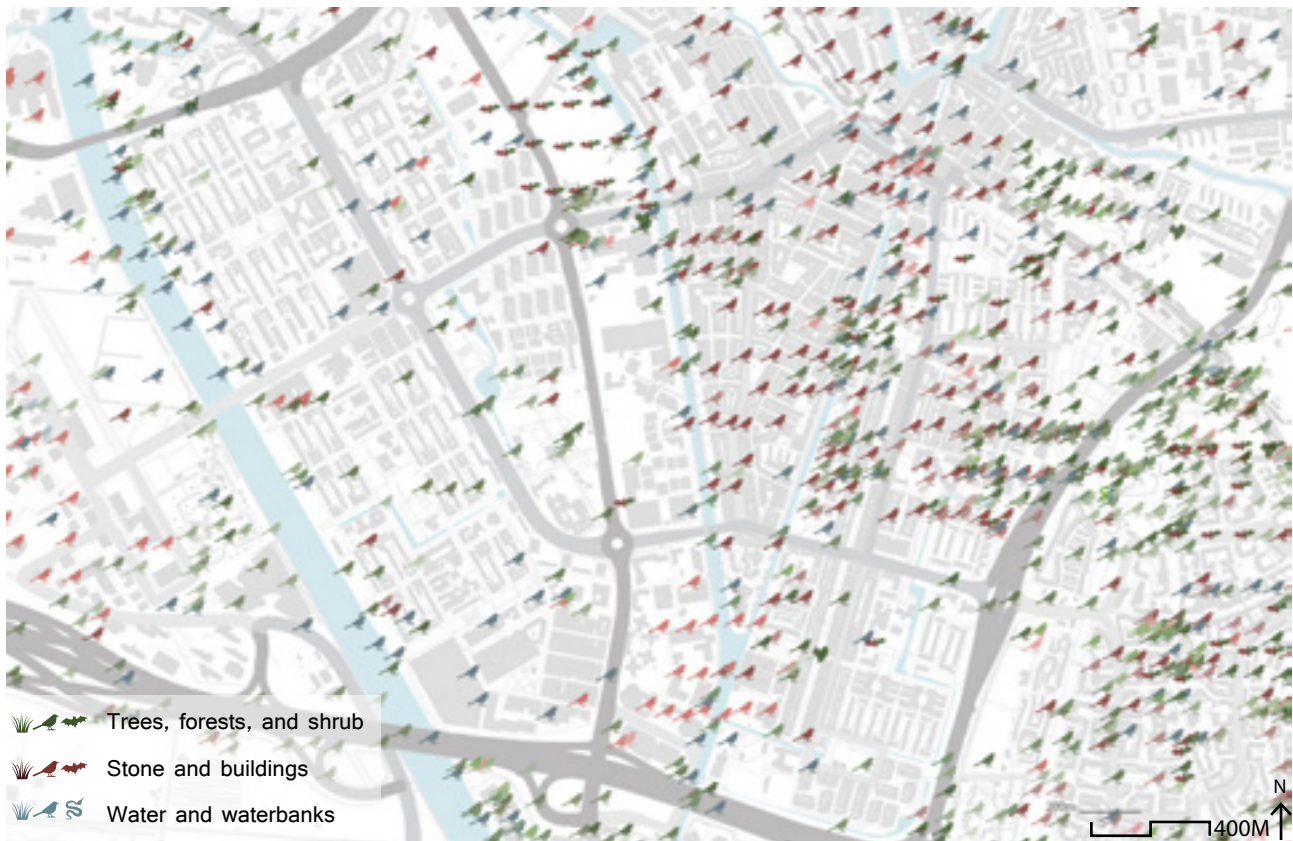 Trees, forests, and shrub
Stone and buildings
Water and waterbanks
N
400M